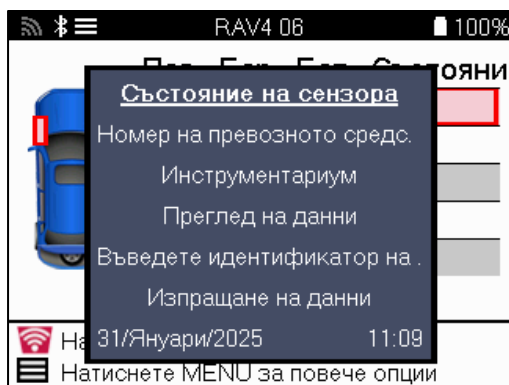 RAV4 06 100%
Състояние на сензора
Номер на превозното средс.
Инструментариум
Преглед на данни
Въведете идентификатор на .
Изпращане на данни
31/Януари/2025 11:09
Натиснете MENU за повече опции